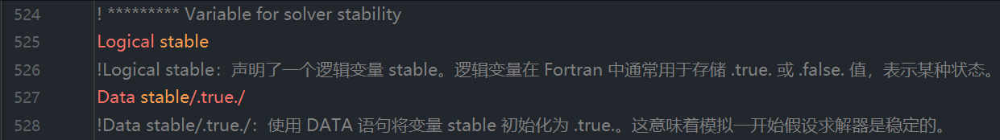 524 ! ********* Variable for solver stability
525 Logical stable
526 !Logical stable：声明了一个逻辑变量 stable。逻辑变量在 Fortran 中通常用于存储 .true. 或 .false. 值，表示某种状态。
527 Data stable/.true./
528 !Data stable/.true./：使用 DATA 语句将变量 stable 初始化为 .true.。这意味着模拟一开始假设求解器是稳定的。